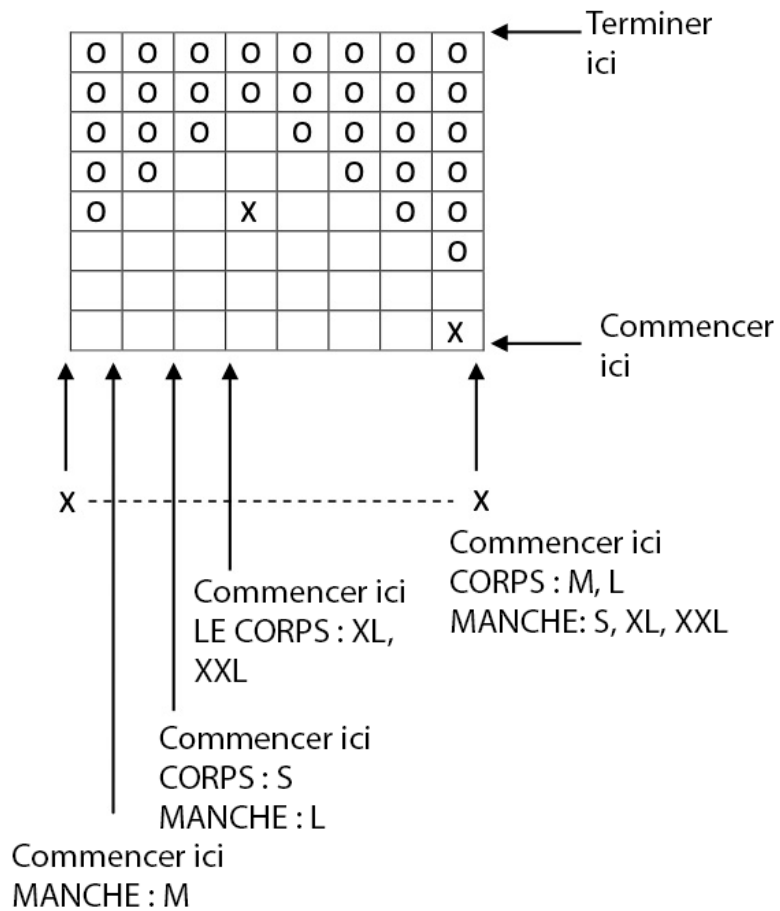 Terminer
ici
O O O O O O O O
O O O O O O O O
O O O O O O O
O O O O O
O X O O
O
X
Commencer
ici
X X
Commencer ici
CORPS : M, L
MANCHE: S, XL, XXL
Commencer ici
LE CORPS : XL,
XXL
Commencer ici
CORPS : S
MANCHE : L
Commencer ici
MANCHE : M